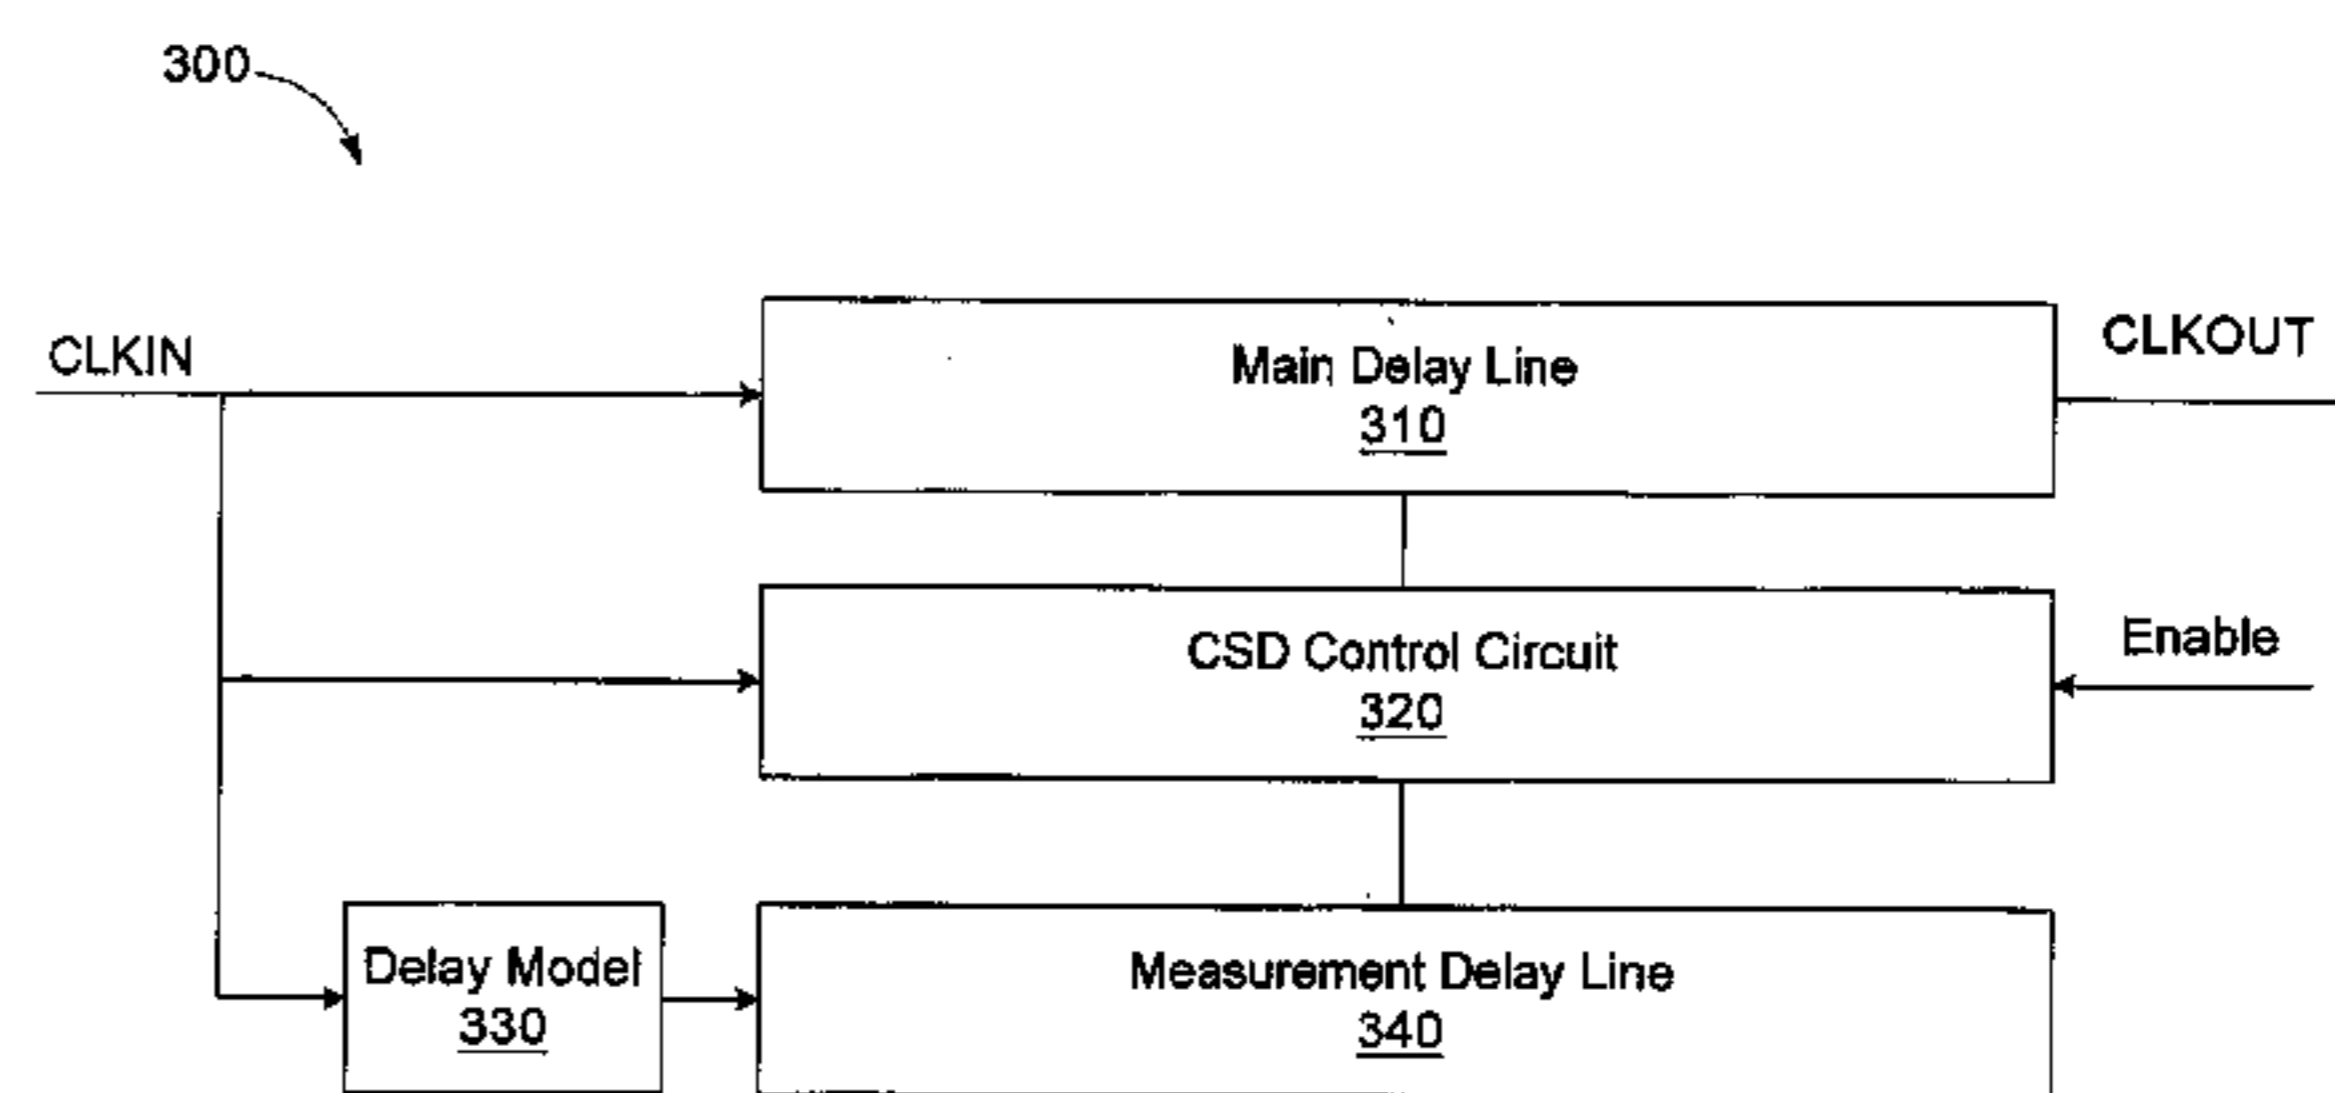 300
CLKIN
Main Delay Line
310
CLKOUT
CSD Control Circuit
320
Enable
Delay Model
330
Measurement Delay Line
340